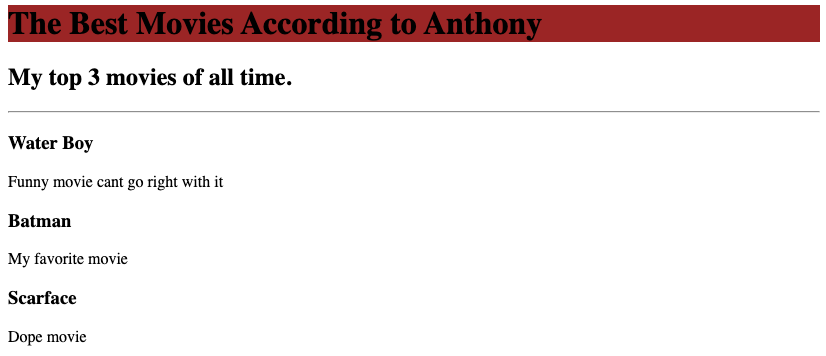 The Best Movies According to Anthony
My top 3 movies of all time.
Water Boy
Funny movie cant go right with it
Batman
My favorite movie
Scarface
Dope movie